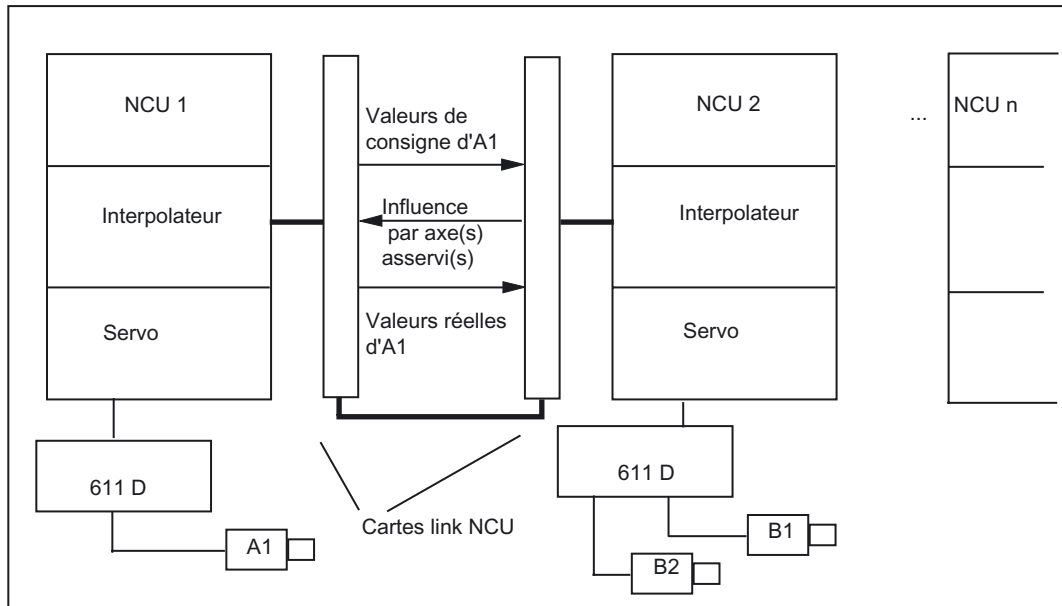 NCU 1
Valeurs de
consigne d'A1
NCU 2
...
NCU n
Interpolateur
Influence
par axe(s)
asservi(s)
Interpolateur
Servo
Valeurs réelles
d'A1
Servo
611 D
611 D
Cartes link NCU
A1
B1
B2